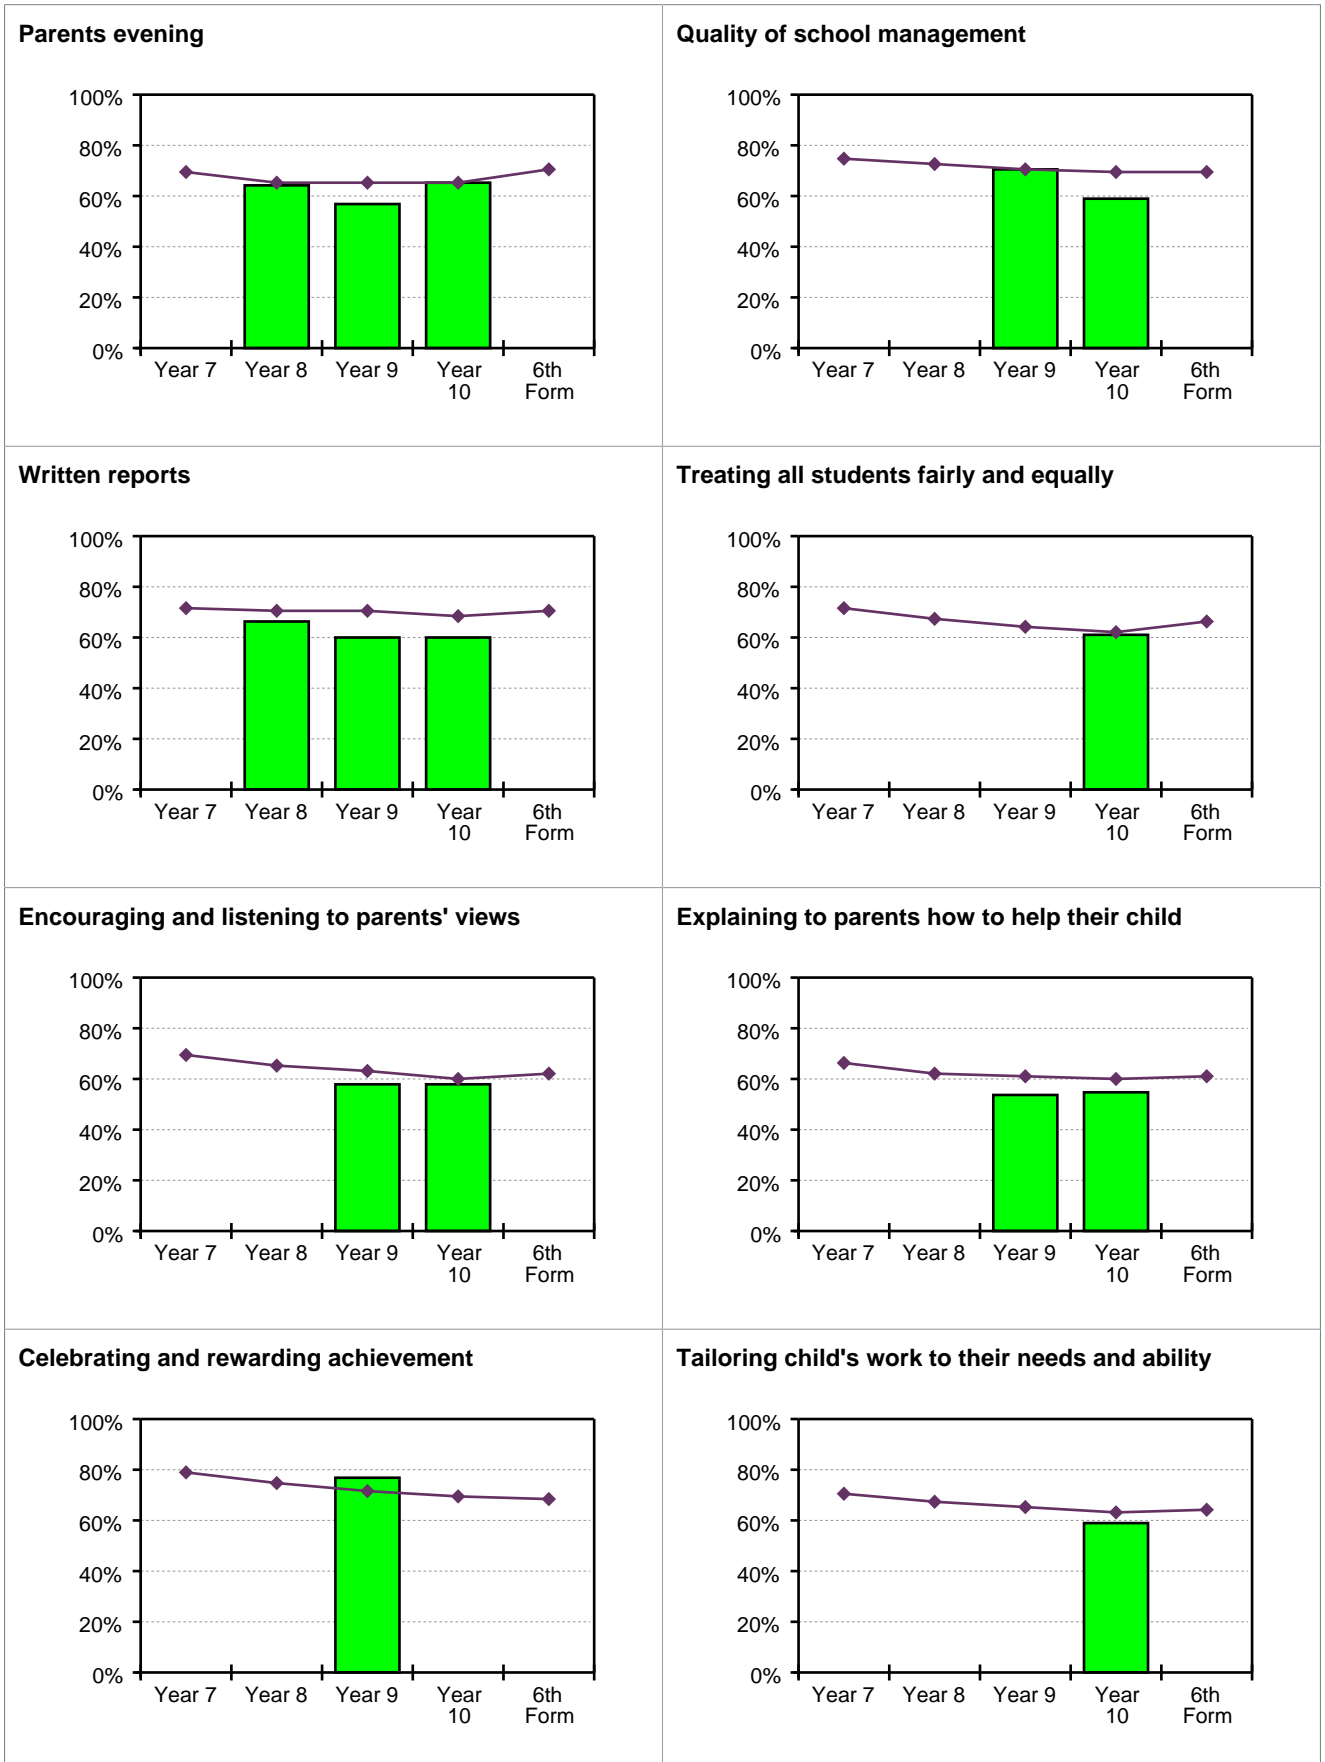 Parents evening
100%
80%
60%
40%
20%
0%
Year 7 Year 8 Year 9 Year 6th
10 Form
Quality of school management
100%
80%
60%
40%
20%
0%
Year 7 Year 8 Year 9 Year 6th
10 Form
Written reports
100%
80%
60%
40%
20%
0%
Year 7 Year 8 Year 9 Year 6th
10 Form
Treating all students fairly and equally
100%
80%
60%
40%
20%
0%
Year 7 Year 8 Year 9 Year 6th
10 Form
Encouraging and listening to parents' views
100%
80%
60%
40%
20%
0%
Year 7 Year 8 Year 9 Year 6th
10 Form
Explaining to parents how to help their child
100%
80%
60%
40%
20%
0%
Year 7 Year 8 Year 9 Year 6th
10 Form
Celebrating and rewarding achievement
100%
80%
60%
40%
20%
0%
Year 7 Year 8 Year 9 Year 6th
10 Form
Tailoring child's work to their needs and ability
100%
80%
60%
40%
20%
0%
Year 7 Year 8 Year 9 Year 6th
10 Form